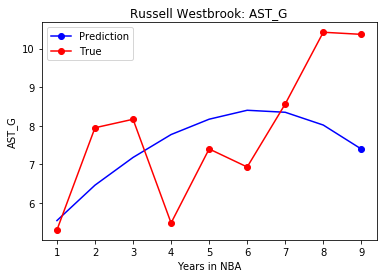 Russell Westbrook: AST_G
Prediction
True
AST_G
10
9
8
7
6
1 2 3 4 5 6 7 8 9
Years in NBA